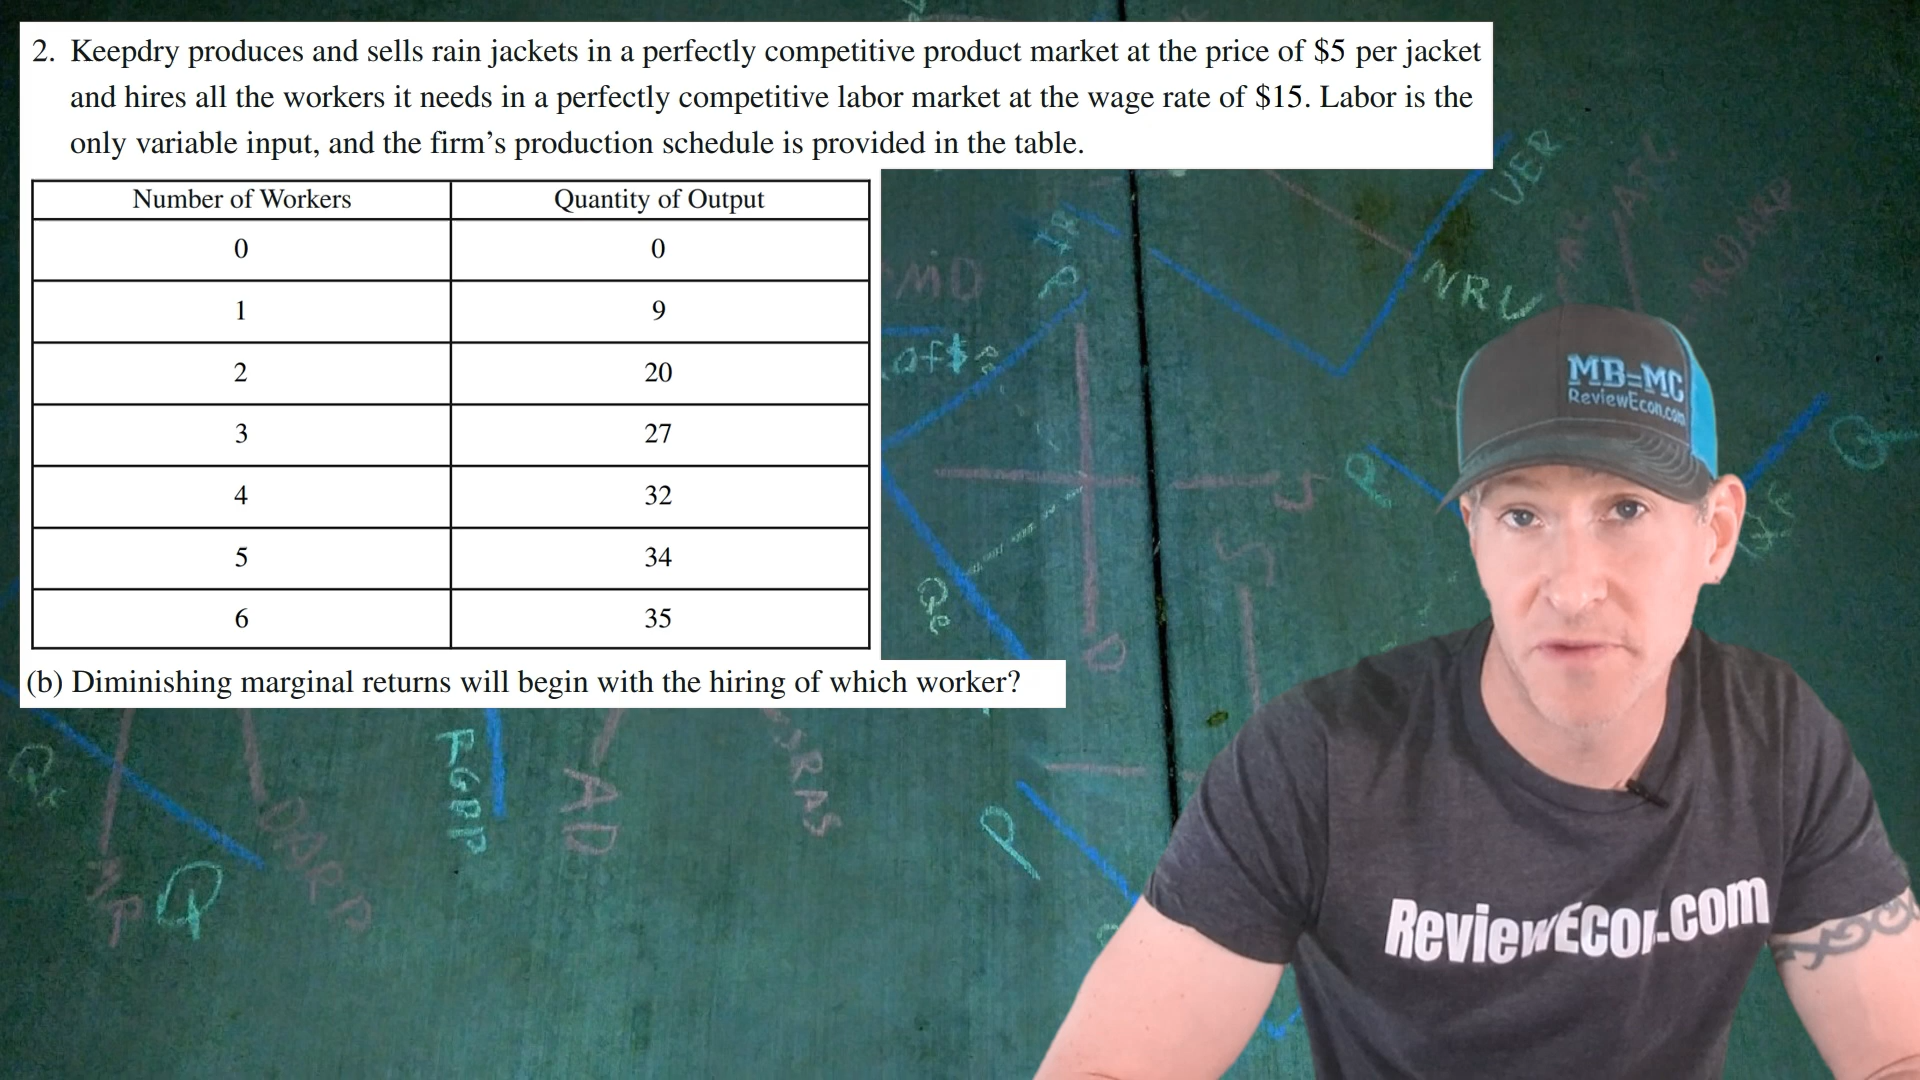 2. Keepdry produces and sells rain jackets in a perfectly competitive product market at the price of $5 per jacket
and hires all the workers it needs in a perfectly competitive labor market at the wage rate of $15. Labor is the
only variable input, and the firm’s production schedule is provided in the table.
Number of Workers Quantity of Output
0 0
1 9
2 20
3 27
4 32
5 34
6 35
(b) Diminishing marginal returns will begin with the hiring of which worker?
MB=MC
ReviewEcon.com
ReviewEcon.com
MD
NRU
P
S
D
Q
AD
SRAS
P